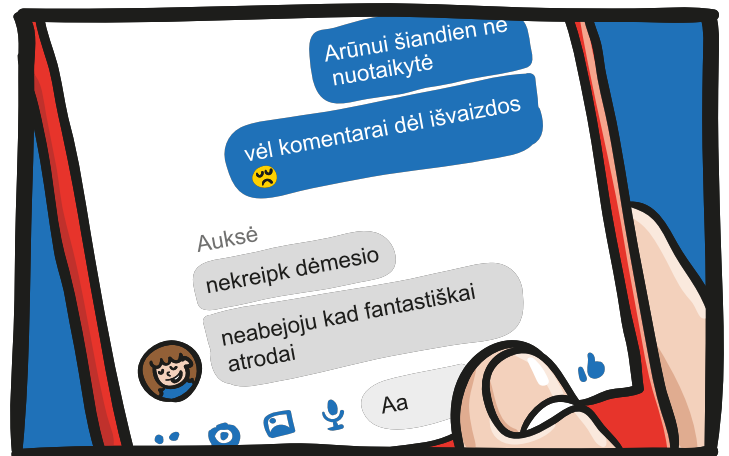 Arūnui šiandien ne
nuotaikytė
vėl komentarai dėl išvaizdos
Auksė
nekreipk dėmesio
neabejoju kad fantastiškai
atrodai
Aa